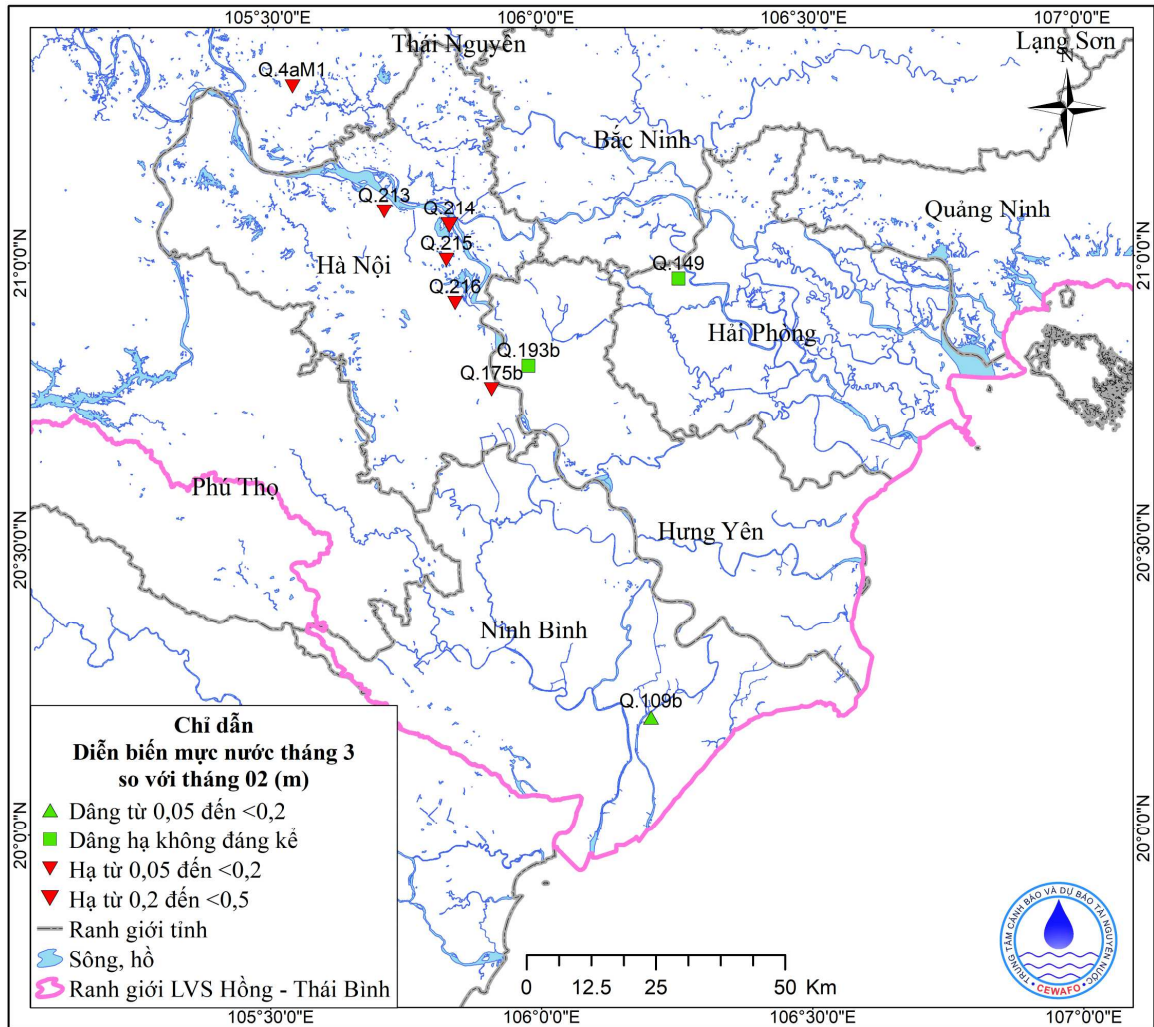 105°30'0"E
106°0'0"E
106°30'0"E
107°0'0"E
Thái Nguyên
Lạng Sơn
N
Q.4aM1
Bắc Ninh
Q.213
Q.214
Quảng Ninh
Q.215
Hà Nội
Q.149
Q.216
Hải Phòng
Q.193b
Q.175b
Phú Thọ
Hưng Yên
Ninh Bình
Q.109b
21°0'0"N
21°0'0"N
20°30'0"N
20°30'0"N
20°0'0"N
20°0'0"N
Chỉ dẫn
Diễn biến mực nước tháng 3
so với tháng 02 (m)
Dâng từ 0,05 đến <0,2
Dâng hạ không đáng kể
Hạ từ 0,05 đến <0,2
Hạ từ 0,2 đến <0,5
Ranh giới tỉnh
Sông, hồ
Ranh giới LVS Hồng - Thái Bình
0 12.5 25 50 Km
TRUNG TÂM CẢNH BÁO VÀ DỰ BÁO TÀI NGUYÊN NƯỚC
• CEWAFO •
105°30'0"E
106°0'0"E
106°30'0"E
107°0'0"E